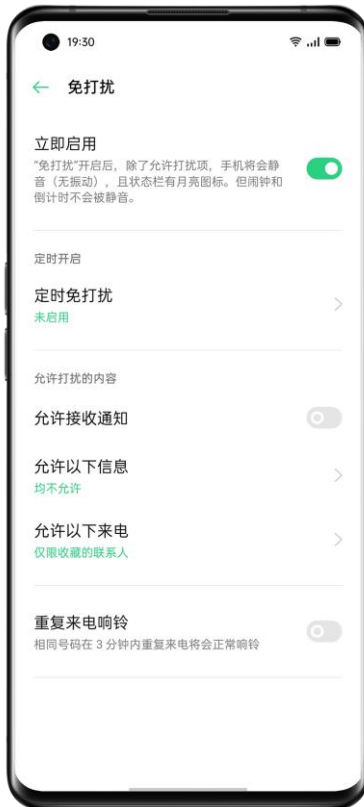 19:30
免打扰
立即启用
“免打扰”开启后，除了允许打扰项，手机将会静
音（无振动），且状态栏有月亮图标。但闹钟和
倒计时不会被静音。
定时开启
定时免打扰
未启用
允许打扰的内容
允许接收通知
允许以下信息
均不允许
允许以下来电
仅限收藏的联系人
重复来电响铃
相同号码在 3 分钟内重复来电将会正常响铃